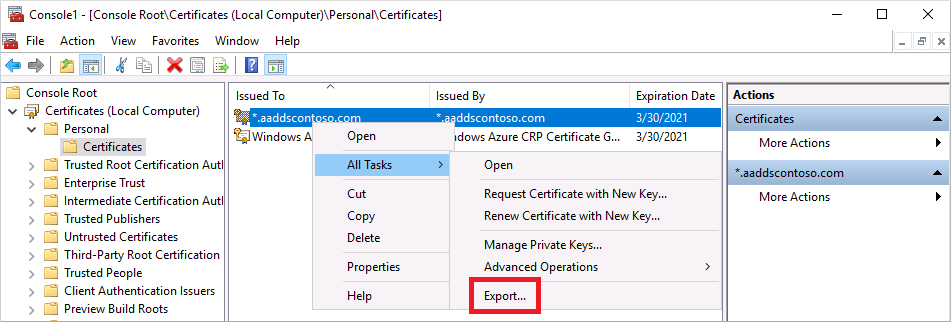 Console1 - [Console Root\Certificates (Local Computer)\Personal\Certificates]
File Action View Favorites Window Help
Console Root
Certificates (Local Computer)
Personal
Certificates
Trusted Root Certification Auth
Enterprise Trust
Intermediate Certification Auth
Trusted Publishers
Untrusted Certificates
Third-Party Root Certification
Trusted People
Client Authentication Issuers
Preview Build Roots
Issued To Issued By Expiration Date
*.aaddscontoso.com *.aaddscontoso.com 3/30/2021
Windows A ndows Azure CRP Certificate G... 3/30/2021
Open
All Tasks
Cut
Copy
Delete
Properties
Help
Open
Request Certificate with New Key...
Renew Certificate with New Key...
Manage Private Keys...
Advanced Operations
Export...
Actions
Certificates
More Actions
*.aaddscontoso.com
More Actions